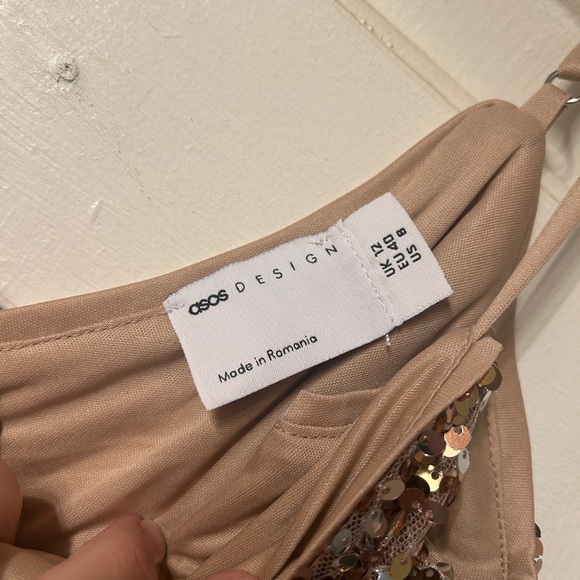 asos DESIGN
Made in Romania
UK 12
EU 40
US 8